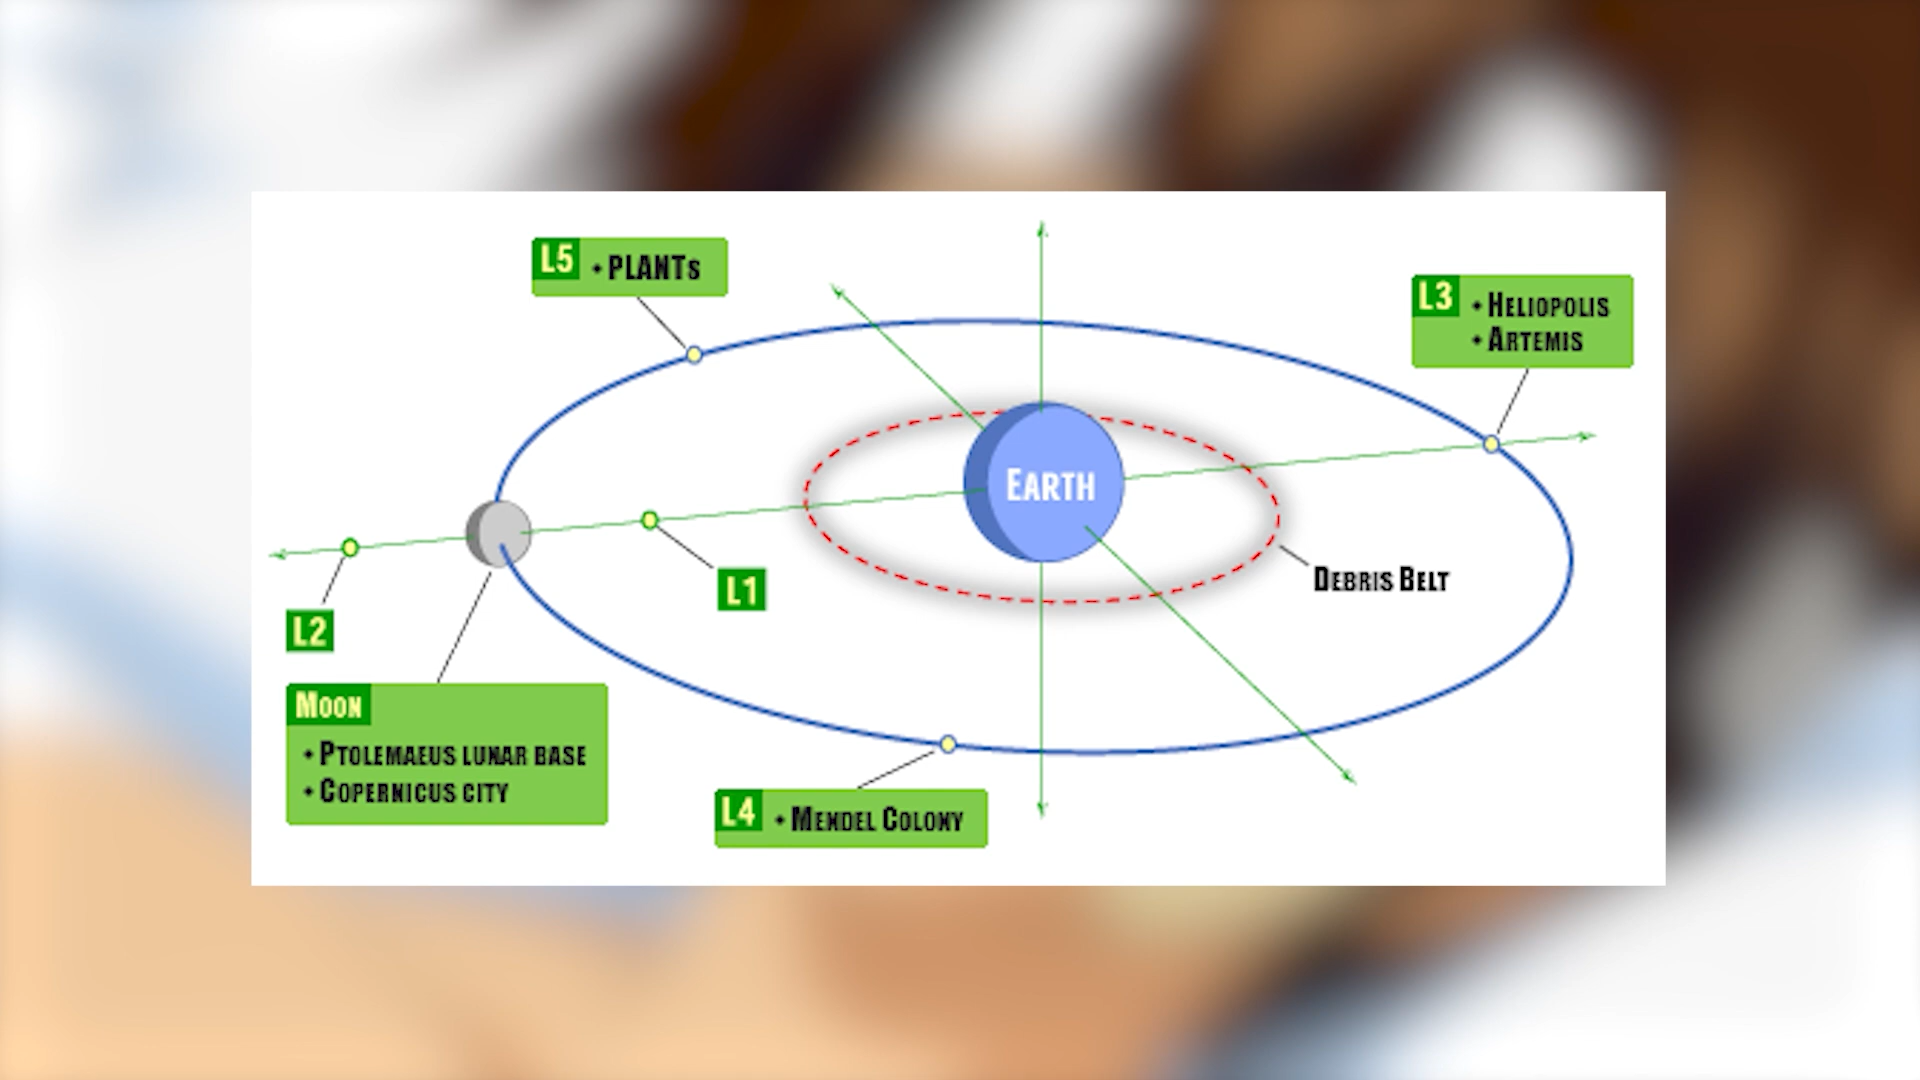 L5 • PLANTs
L3 • HELIOPOLIS
• ARTEMIS
EARTH
DEBRIS BELT
L1
L2
MOON
• PTOLEMAEUS LUNAR BASE
• COPERNICUS CITY
L4 • MENDEL COLONY